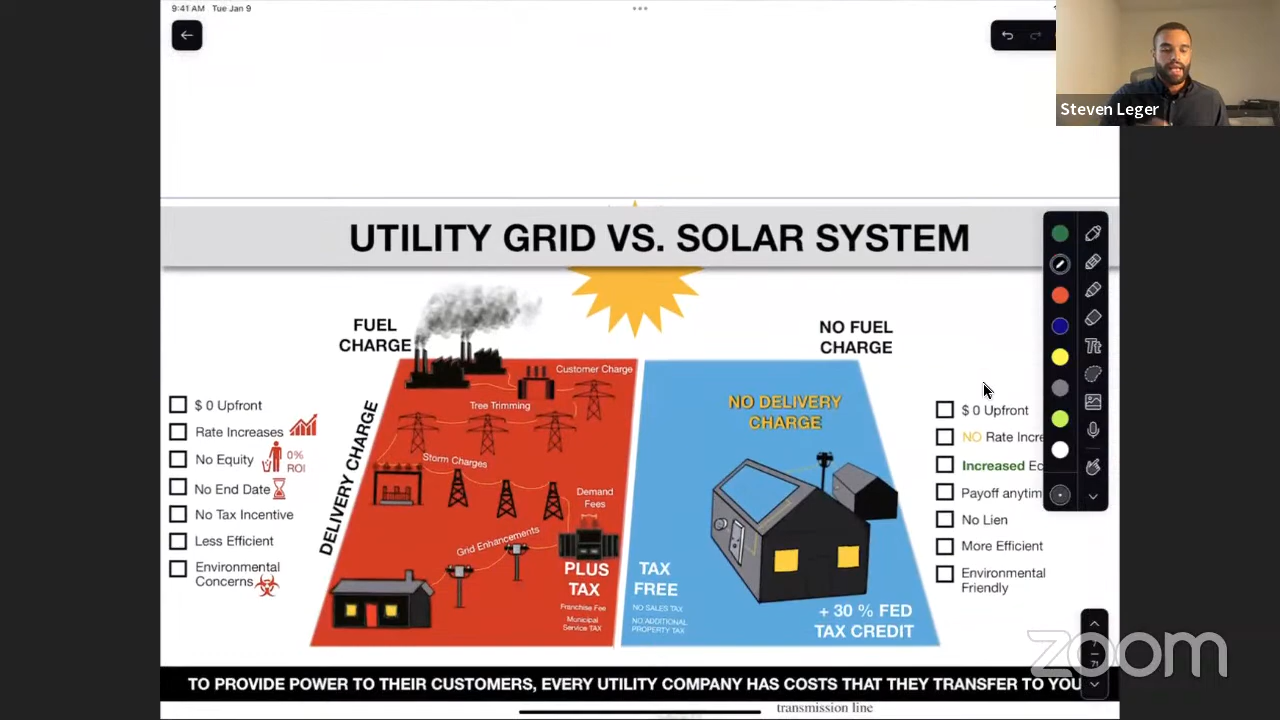 9:41 AM Tue Jan 9
Steven Leger
UTILITY GRID VS. SOLAR SYSTEM
FUEL
CHARGE
NO FUEL
CHARGE
DELIVERY CHARGE
Customer Charge
Tree Trimming
Storm Charges
Demand
Fees
Grid Enhancements
PLUS
TAX
Franchise Fee
Municipal
Service TAX
NO DELIVERY
CHARGE
TAX
FREE
NO SALES TAX
NO ADDITIONAL
PROPERTY TAX
+ 30 % FED
TAX CREDIT
$ 0 Upfront
Rate Increases
No Equity
0%
ROI
No End Date
No Tax Incentive
Less Efficient
Environmental
Concerns
$ 0 Upfront
NO Rate Incre
Increased Ec
Payoff anytim
No Lien
More Efficient
Environmental
Friendly
Tt
TO PROVIDE POWER TO THEIR CUSTOMERS, EVERY UTILITY COMPANY HAS COSTS THAT THEY TRANSFER TO YOU
transmission line
zoom